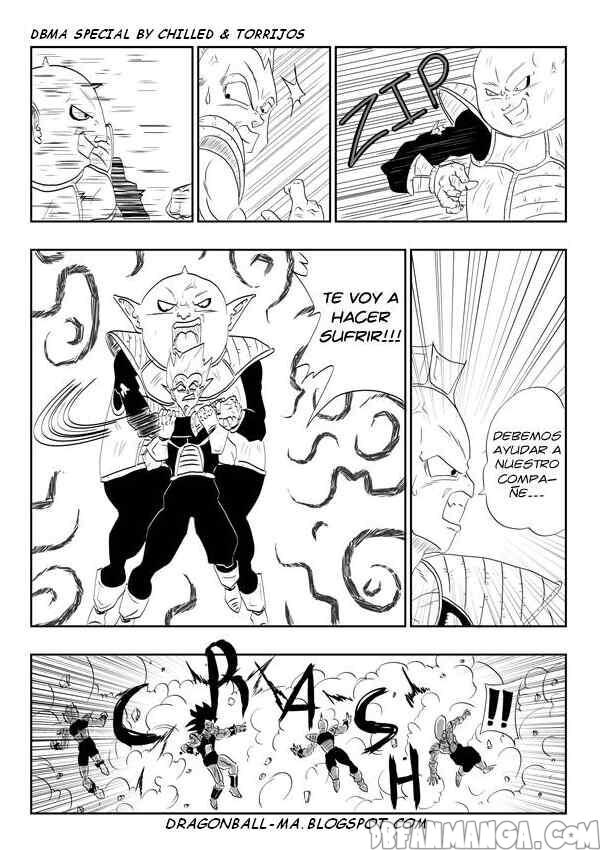 DBMA SPECIAL BY CHILLED & TORRIJOS
ZIP
TE VOY A
HACER
SUFRIR!!!
DEBEMOS
AYUDAR A
NUESTRO
COMPA-
ÑE---
CRASH
!!
DRAGONBALL-MA.BLOGSPOT.COM
DBFANMANGA.COM